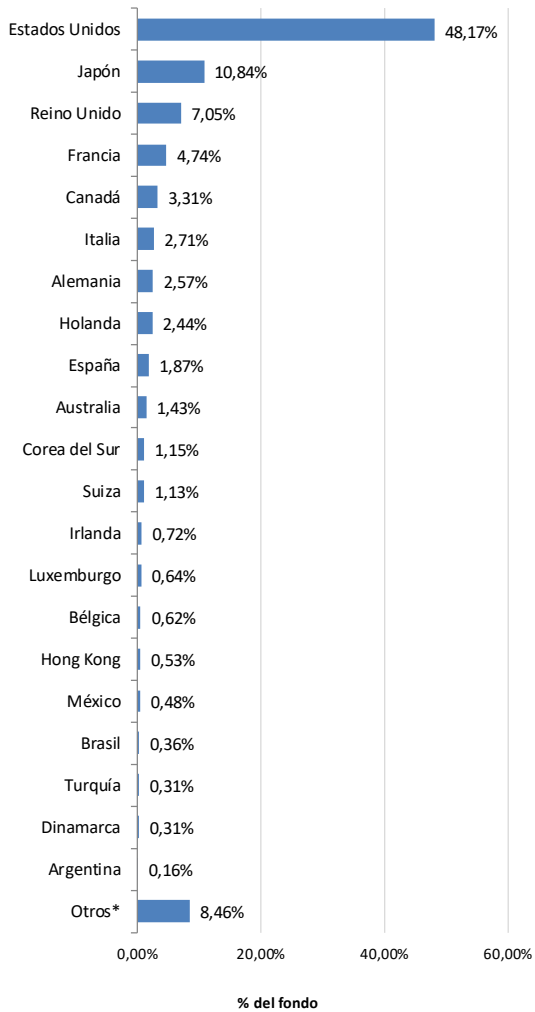 Estados Unidos 48,17%
Japón 10,84%
Reino Unido 7,05%
Francia 4,74%
Canadá 3,31%
Italia 2,71%
Alemania 2,57%
Holanda 2,44%
España 1,87%
Australia 1,43%
Corea del Sur 1,15%
Suiza 1,13%
Irlanda 0,72%
Luxemburgo 0,64%
Bélgica 0,62%
Hong Kong 0,53%
México 0,48%
Brasil 0,36%
Turquía 0,31%
Dinamarca 0,31%
Argentina 0,16%
Otros* 8,46%
0,00% 20,00% 40,00% 60,00%
% del fondo